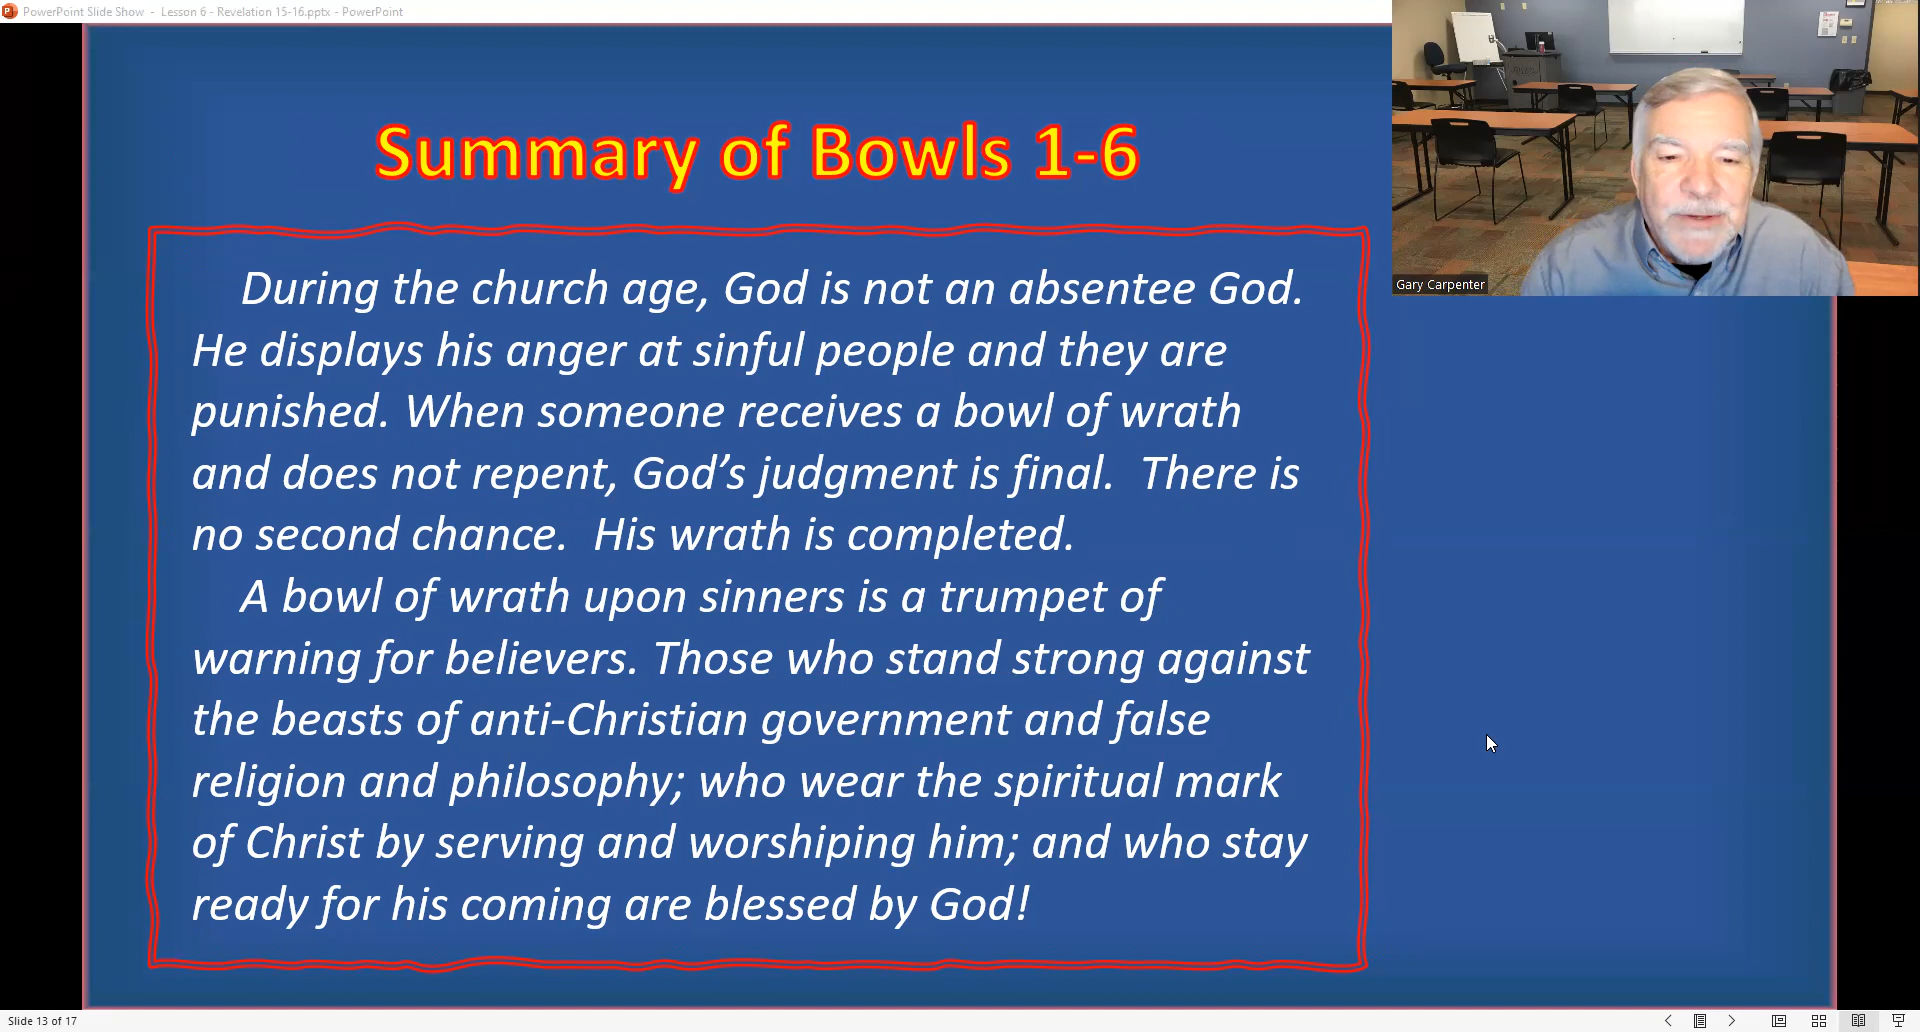 PowerPoint Slide Show - Lesson 6 - Revelation 15-16.pptx - PowerPoint
Summary of Bowls 1-6
During the church age, God is not an absentee God.
He displays his anger at sinful people and they are
punished. When someone receives a bowl of wrath
and does not repent, God’s judgment is final.  There is
no second chance.  His wrath is completed.
A bowl of wrath upon sinners is a trumpet of
warning for believers. Those who stand strong against
the beasts of anti-Christian government and false
religion and philosophy; who wear the spiritual mark
of Christ by serving and worshiping him; and who stay
ready for his coming are blessed by God!
Gary Carpenter
Slide 13 of 17